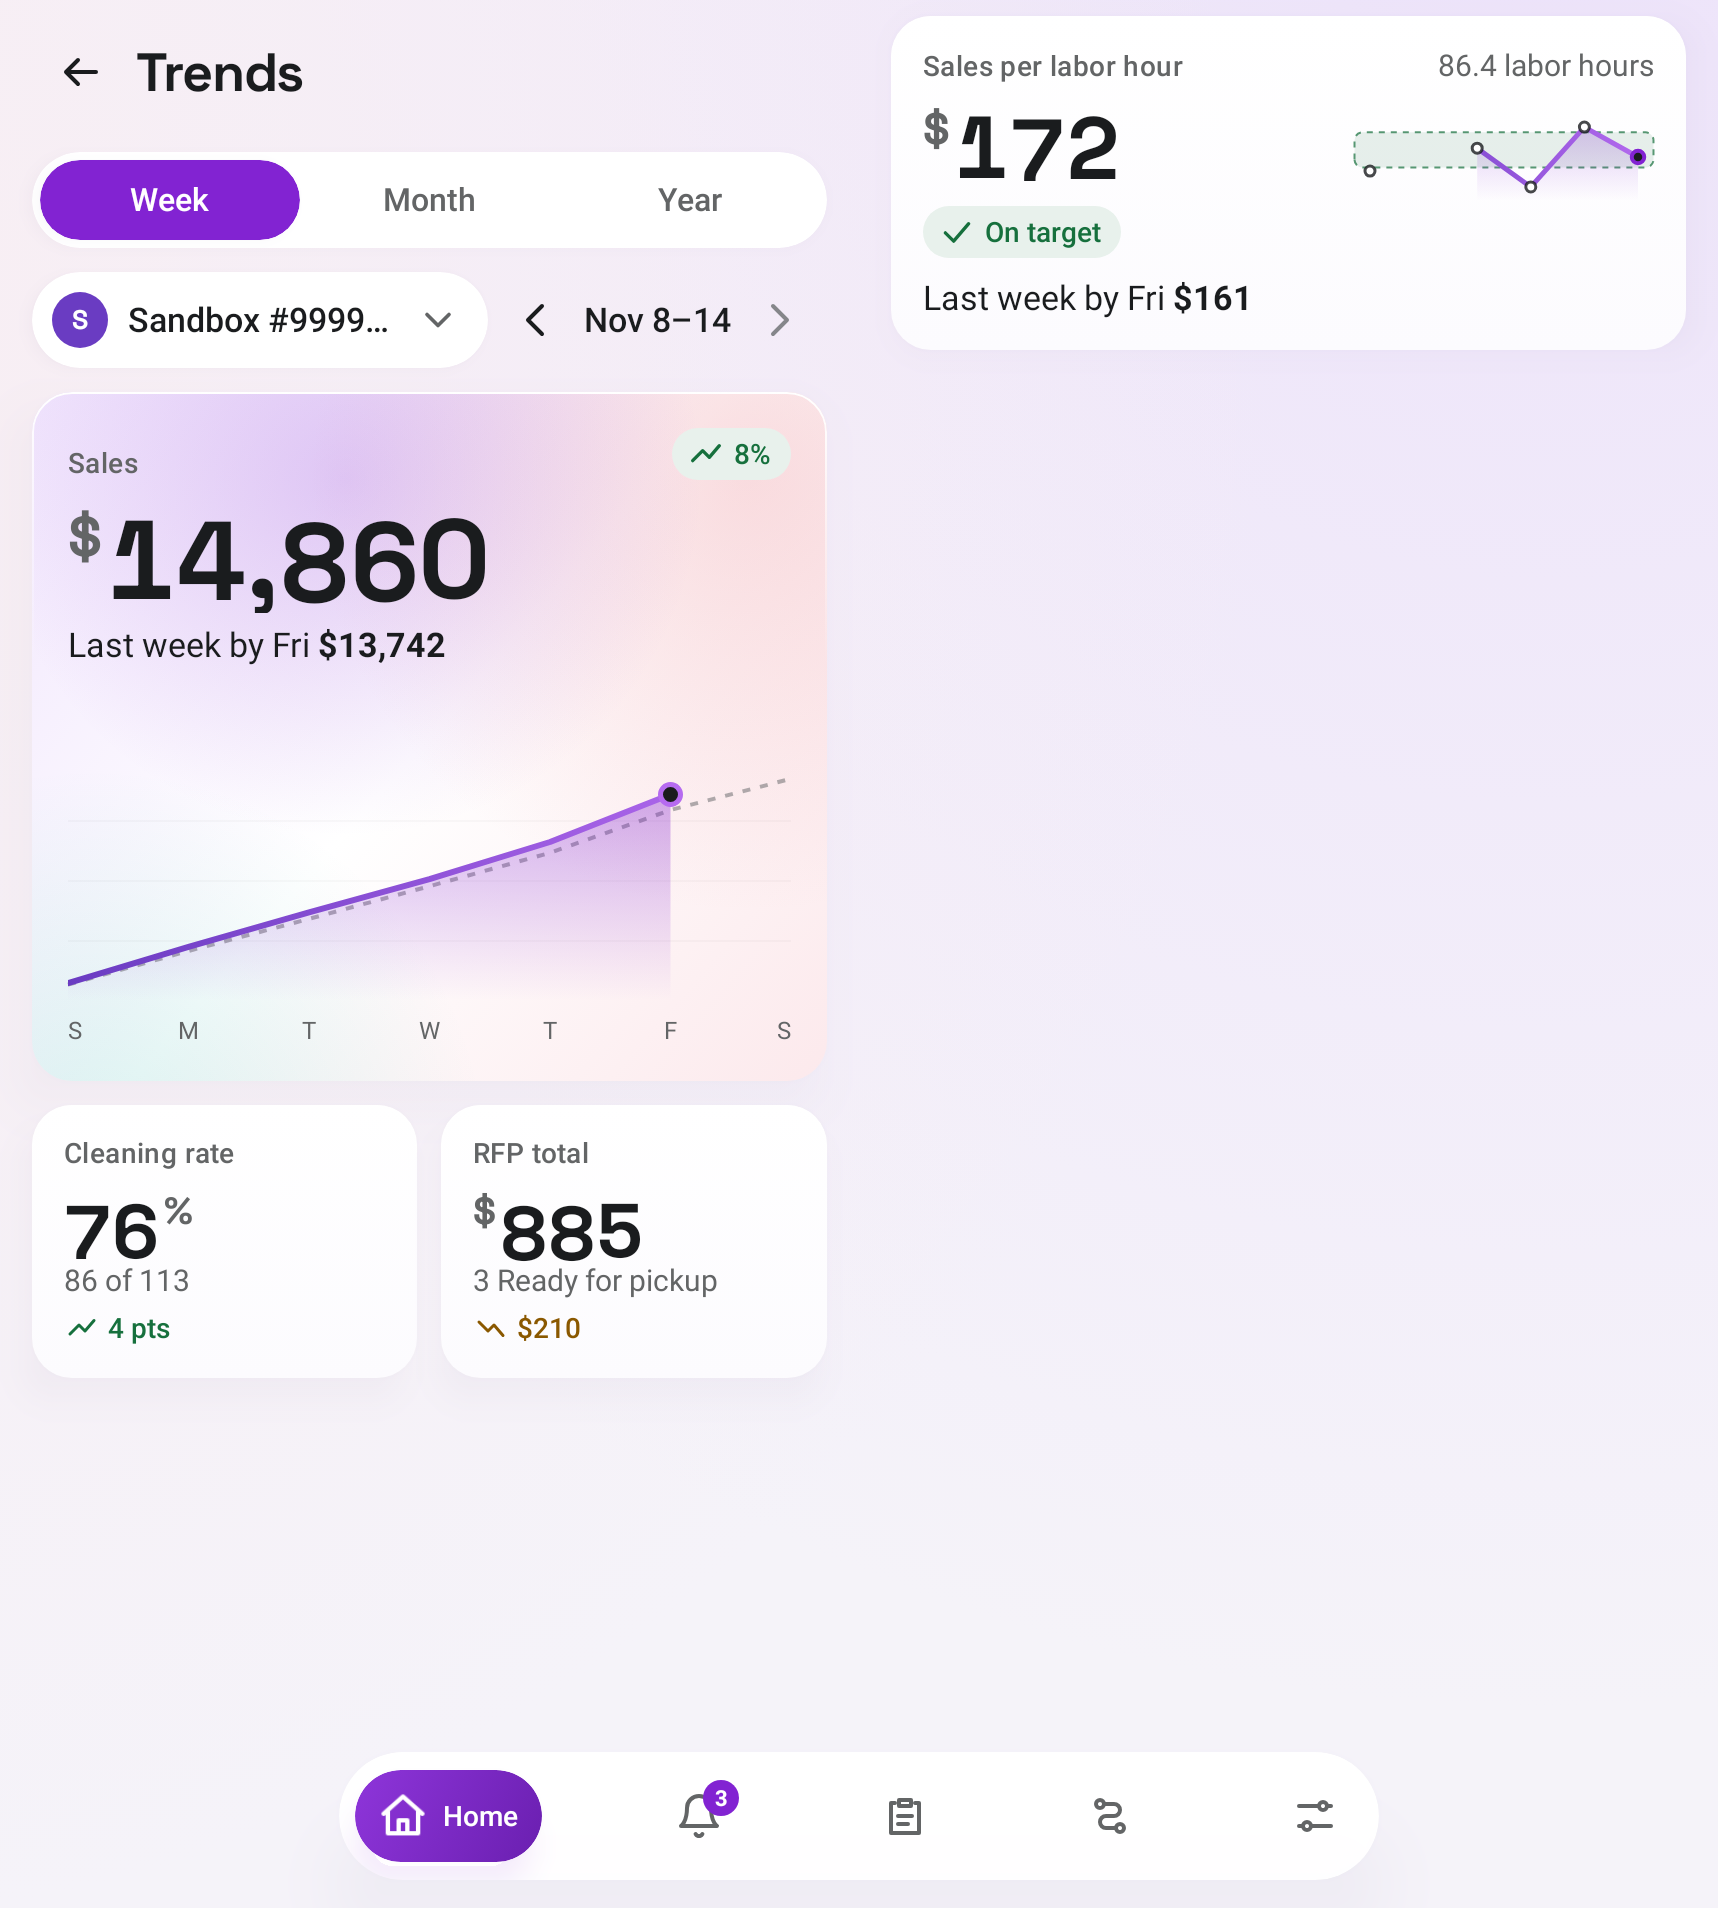 Trends
Week Month Year
S Sandbox #9999... Nov 8–14
Sales 8%
$14,860
Last week by Fri $13,742
S M T W T F S
Cleaning rate
76%
86 of 113
4 pts
RFP total
$885
3 Ready for pickup
$210
Sales per labor hour 86.4 labor hours
$172
On target
Last week by Fri $161
Home 3